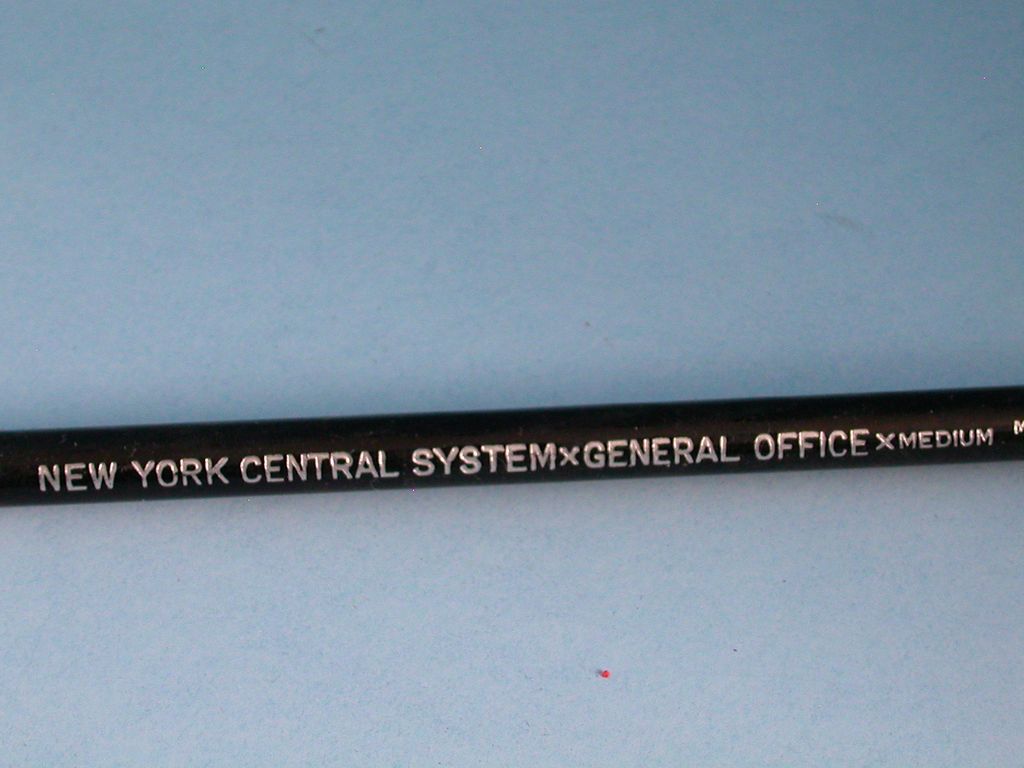 NEW YORK CENTRAL SYSTEM×GENERAL OFFICE ×MEDIUM M